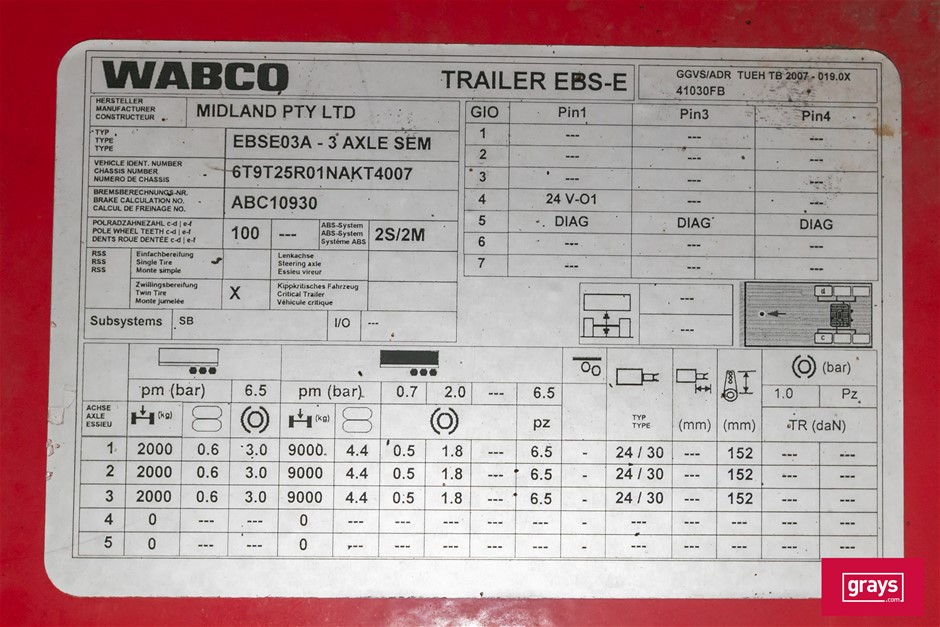 WABCO
TRAILER EBS-E
GGVS/ADR TUEH TB 2007 - 019.0X
41030FB
HERSTELLER
MANUFACTURER
CONSTRUCTEUR
MIDLAND PTY LTD
TYP
TYPE
TYPE
EBSE03A - 3 AXLE SEM
VEHICLE IDENT. NUMBER
CHASSIS NUMBER
NUMERO DE CHASSIS
6T9T25R01NAKT4007
BREMSBERECHNUNGS-NR.
BRAKE CALCULATION NO.
CALCUL DE FREINAGE NO.
ABC10930
POLRADZAHNEZAHL c-d | e-f
POLE WHEEL TEETH c-d | e-f
DENTS ROUE DENTÉE c-d | e-f
100 ---
ABS-System
ABS-System
Système ABS
2S/2M
RSS
RSS
RSS
Einfachbereifung
Single Tire
Monte simple
Lenkachse
Steering axle
Essieu vireur
Zwillingsbereifung
Twin Tire
Monte jumelée
X
Kippkritisches Fahrzeug
Critical Trailer
Véhicule critique
Subsystems SB I/O ---
GIO Pin1 Pin3 Pin4
1 --- --- ---
2 --- --- ---
3 --- --- ---
4 24 V-O1 --- ---
5 DIAG DIAG DIAG
6 --- --- ---
7 --- --- ---
---
---
d
c
pm (bar) 6.5 pm (bar) 0.7 2.0 --- 6.5
(bar)
1.0 Pz
ACHSE
AXLE
ESSIEU
(kg) (kg) pz
TYP
TYPE
(mm) (mm) TR (daN)
1 2000 0.6 3.0 9000 4.4 0.5 1.8 --- 6.5 - 24 / 30 --- 152 --- ---
2 2000 0.6 3.0 9000 4.4 0.5 1.8 --- 6.5 - 24 / 30 --- 152 --- ---
3 2000 0.6 3.0 9000 4.4 0.5 1.8 --- 6.5 - 24 / 30 --- 152 --- ---
4 0 --- --- 0 --- --- --- --- --- - --- --- --- --- ---
5 0 --- --- 0 --- --- --- --- --- - --- --- --- --- ---
grays
.com